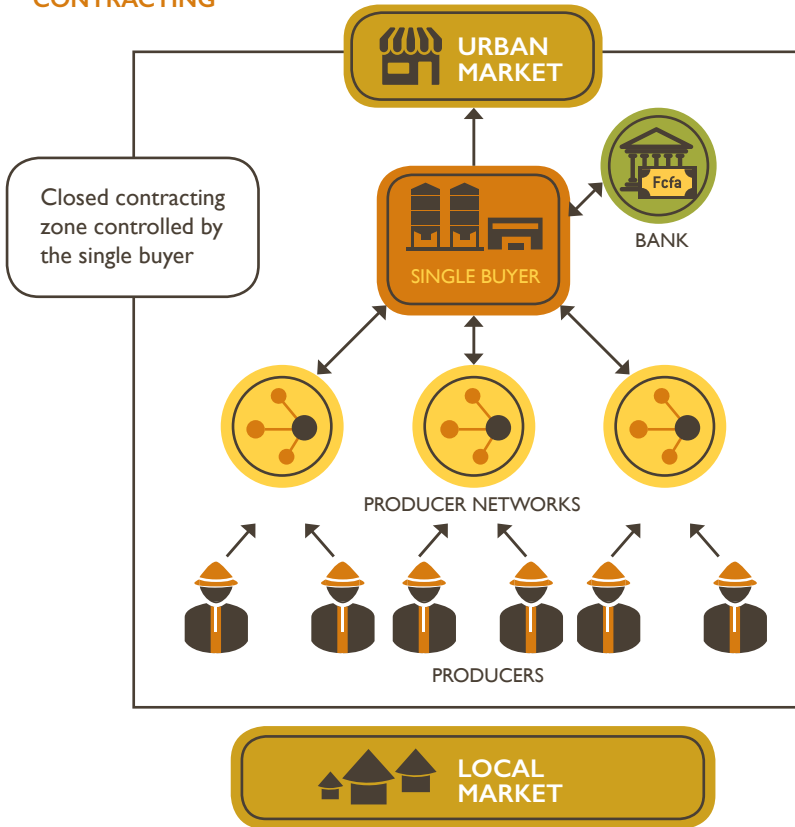 CONTRACTING
URBAN
MARKET
Closed contracting
zone controlled by
the single buyer
Fcfa
BANK
SINGLE BUYER
PRODUCER NETWORKS
PRODUCERS
LOCAL
MARKET